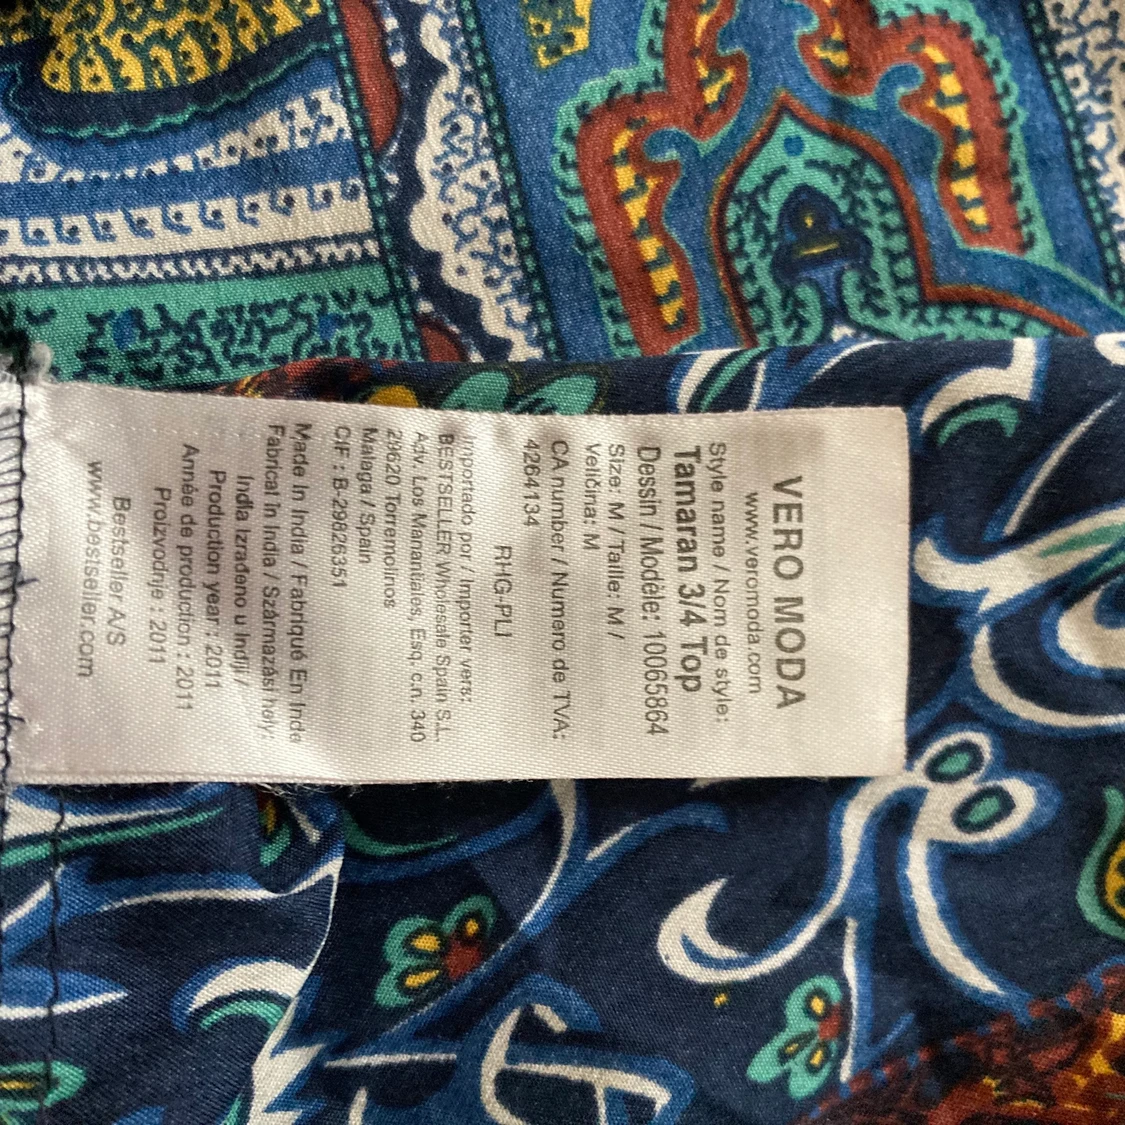 VERO MODA
www.veromoda.com
Style name / Nom de style:
Tamaran 3/4 Top
Dessin / Modèle: 10065864
Size: M / Taille: M /
Veličina: M
CA number / Numero de TVA:
4264134
RHG-PLI
Importado por / Importer vers:
BESTSELLER Wholesale Spain S.L.
Adv. Los Manantiales, Esq. c.n. 340
29620 Torremolinos
Malaga / Spain
CIF : B-29826351
Made In India / Fabriqué En Inde
Fabricat în India / Származási hely:
India Izradeno u Indiji /
Production year : 2011
Année de production : 2011
Proizvodnje : 2011
Bestseller A/S
www.bestseller.com